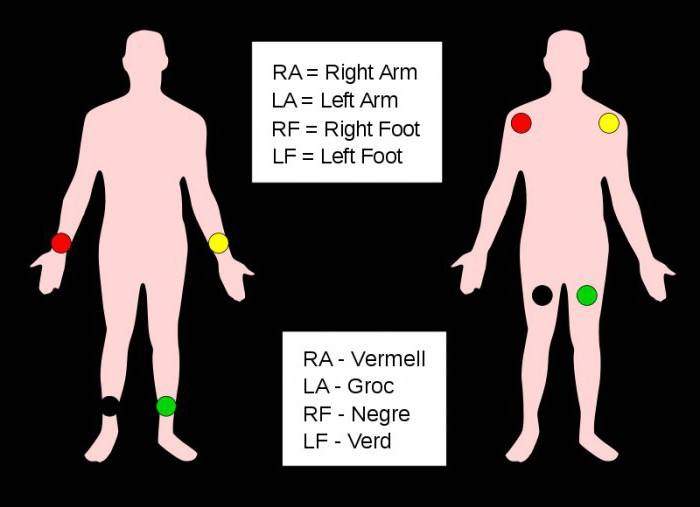 RA = Right Arm
LA = Left Arm
RF = Right Foot
LF = Left Foot
RA - Vermell
LA - Groc
RF - Negre
LF - Verd